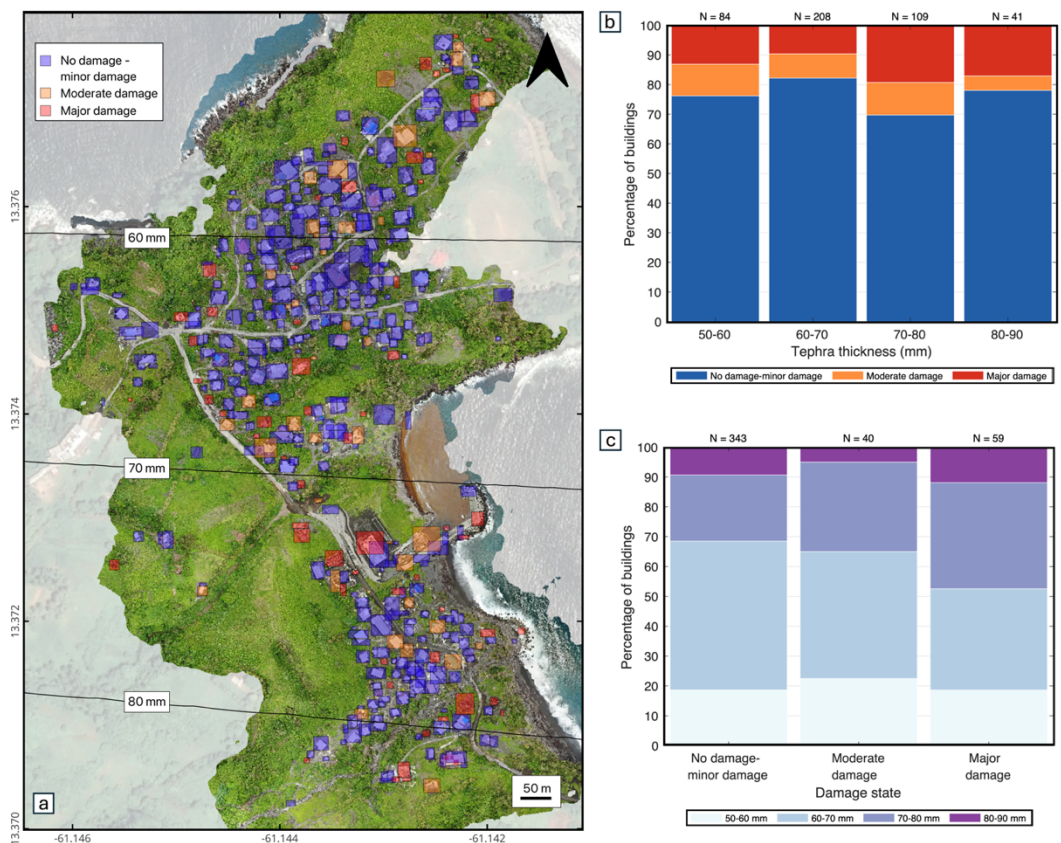 No damage -
minor damage
Moderate damage
Major damage
13.376
13.374
13.372
13.370
60 mm
70 mm
80 mm
50 m
a
-61.146
-61.144
-61.142
b
N = 84
N = 208
N = 109
N = 41
100
90
80
70
60
50
40
30
20
10
0
Percentage of buildings
50-60
60-70
70-80
80-90
Tephra thickness (mm)
No damage-minor damage
Moderate damage
Major damage
c
N = 343
N = 40
N = 59
100
90
80
70
60
50
40
30
20
10
0
Percentage of buildings
No damage-
minor damage
Moderate
damage
Major
damage
Damage state
50-60 mm
60-70 mm
70-80 mm
80-90 mm